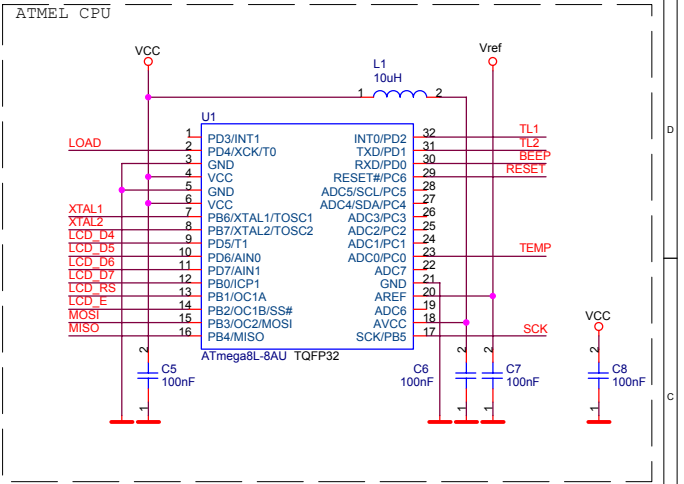 ATMEL CPU
VCC
Vref
L1
10uH
1 2
D
U1
1 PD3/INT1
LOAD 2 PD4/XCK/T0
3 GND
4 VCC
5 GND
6 VCC
XTAL1 7 PB6/XTAL1/TOSC1
XTAL2 8 PB7/XTAL2/TOSC2
LCD_D4 9 PD5/T1
LCD_D5 10 PD6/AIN0
LCD_D6 11 PD7/AIN1
LCD_D7 12 PB0/ICP1
LCD_RS 13 PB1/OC1A
LCD_E 14 PB2/OC1B/SS#
MOSI 15 PB3/OC2/MOSI
MISO 16 PB4/MISO
INT0/PD2 32 TL1
TXD/PD1 31 TL2
RXD/PD0 30 BEEP
RESET#/PC6 29 RESET
ADC5/SCL/PC5 28
ADC4/SDA/PC4 27
ADC3/PC3 26
ADC2/PC2 25
ADC1/PC1 24
ADC0/PC0 23 TEMP
ADC7 22
GND 21
AREF 20
ADC6 19
AVCC 18
SCK/PB5 17 SCK
ATmega8L-8AU TQFP32
VCC
2
C5
100nF
1
2
C6
100nF
1
2
C7
100nF
1
2
C8
100nF
1
C